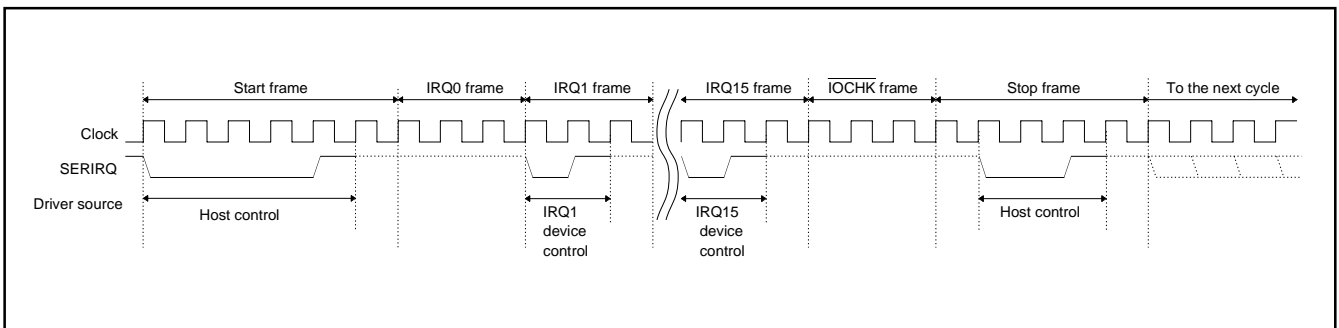 Start frame
IRQ0 frame
IRQ1 frame
IRQ15 frame
IOCHK frame
Stop frame
To the next cycle
Clock
SERIRQ
Driver source
Host control
IRQ1
device
control
IRQ15
device
control
Host control